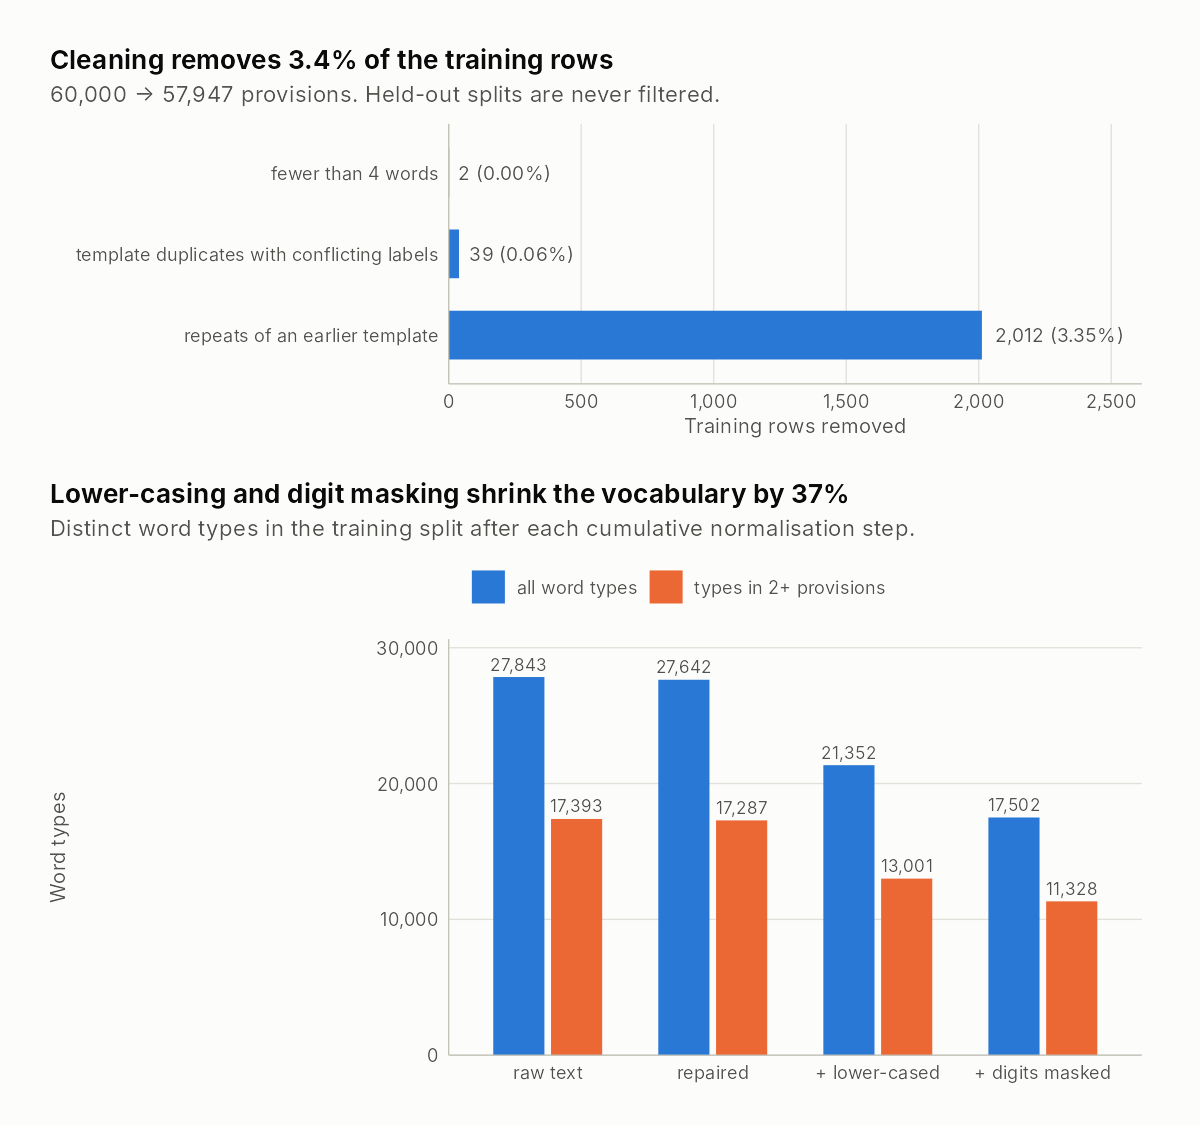 Cleaning removes 3.4% of the training rows
60,000 → 57,947 provisions. Held-out splits are never filtered.
fewer than 4 words
2 (0.00%)
template duplicates with conflicting labels
39 (0.06%)
repeats of an earlier template
2,012 (3.35%)
0 500 1,000 1,500 2,000 2,500
Training rows removed
Lower-casing and digit masking shrink the vocabulary by 37%
Distinct word types in the training split after each cumulative normalisation step.
all word types
types in 2+ provisions
Word types
30,000
20,000
10,000
0
27,843
17,393
27,642
17,287
21,352
13,001
17,502
11,328
raw text
repaired
+ lower-cased
+ digits masked